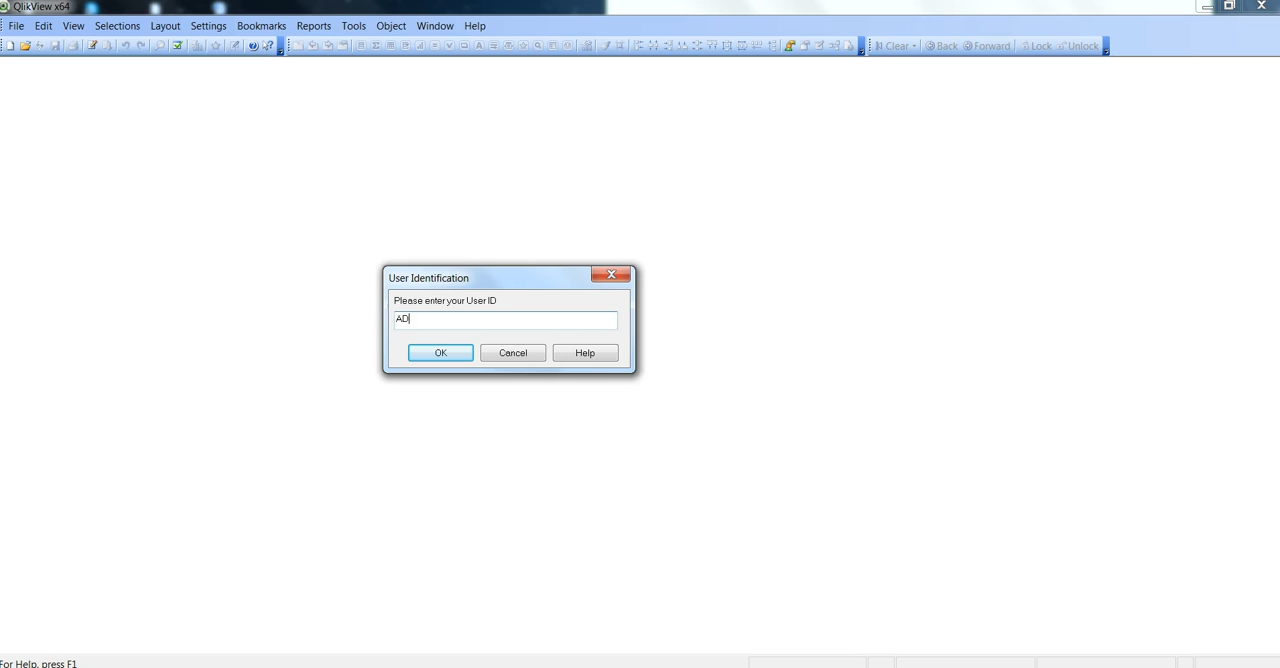 QlikView x64
File Edit View Selections Layout Settings Bookmarks Reports Tools Object Window Help
Clear Back Forward Lock Unlock
User Identification
Please enter your User ID
AD
OK Cancel Help
For Help, press F1